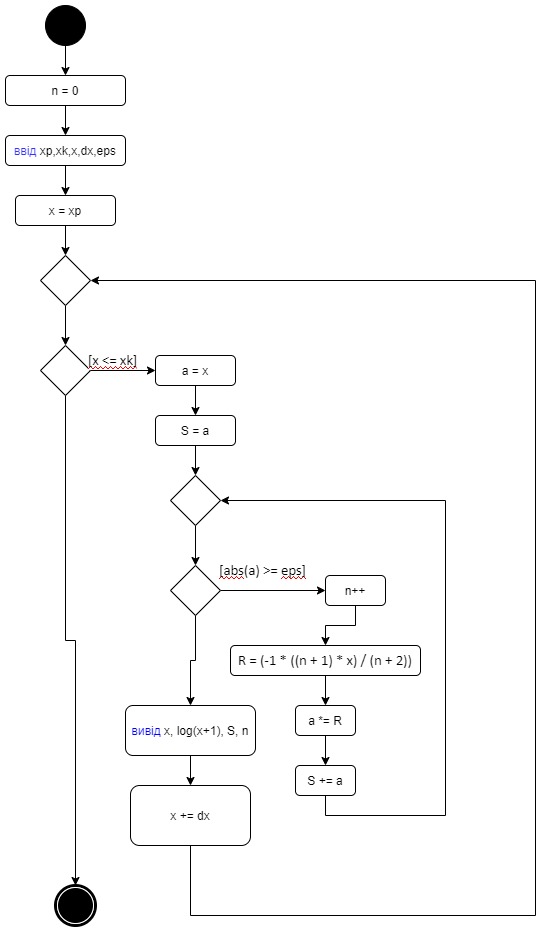 n = 0
ввід xp,xk,x,dx,eps
x = xp
[x <= xk]
a = x
S = a
[abs(a) >= eps]
n++
R = (-1 * ((n + 1) * x) / (n + 2))
a *= R
S += a
вивід x, log(x+1), S, n
x += dx